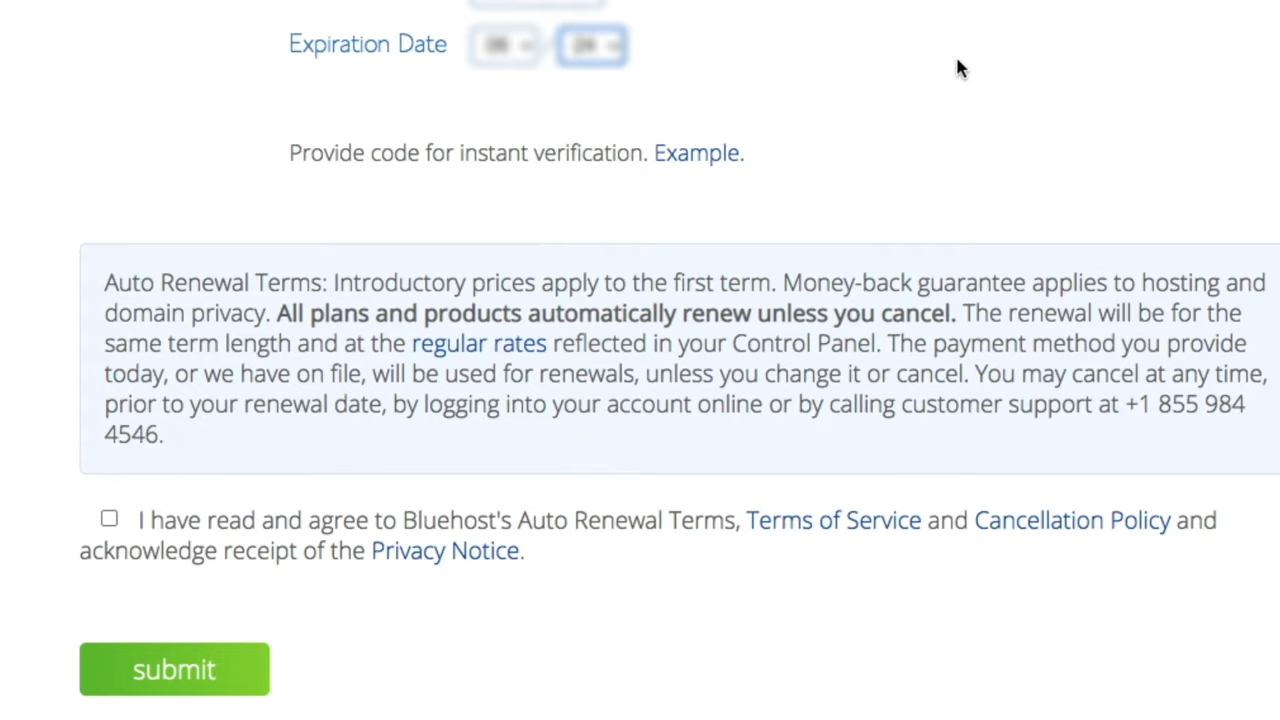 Expiration Date
Provide code for instant verification. Example.
Auto Renewal Terms: Introductory prices apply to the first term. Money-back guarantee applies to hosting and
domain privacy. All plans and products automatically renew unless you cancel. The renewal will be for the
same term length and at the regular rates reflected in your Control Panel. The payment method you provide
today, or we have on file, will be used for renewals, unless you change it or cancel. You may cancel at any time,
prior to your renewal date, by logging into your account online or by calling customer support at +1 855 984
4546.
I have read and agree to Bluehost's Auto Renewal Terms, Terms of Service and Cancellation Policy and
acknowledge receipt of the Privacy Notice.
submit